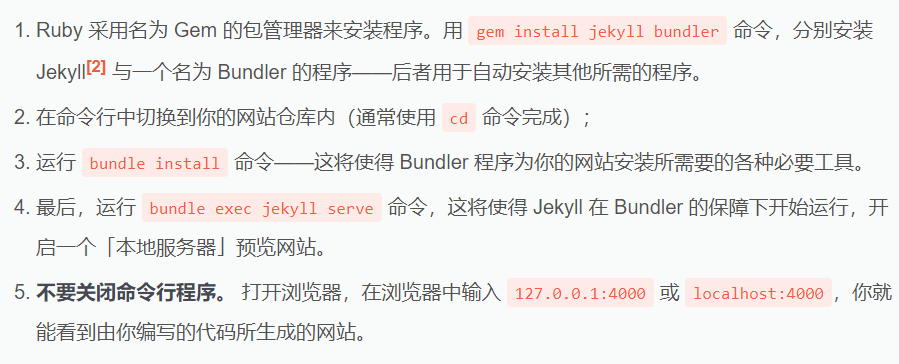 1. Ruby 采用名为 Gem 的包管理器来安装程序。用 gem install jekyll bundler 命令，分别安装
Jekyll[2] 与一个名为 Bundler 的程序——后者用于自动安装其他所需的程序。
2. 在命令行中切换到你的网站仓库内（通常使用 cd 命令完成）；
3. 运行 bundle install 命令——这将使得 Bundler 程序为你的网站安装所需要的各种必要工具。
4. 最后，运行 bundle exec jekyll serve 命令，这将使得 Jekyll 在 Bundler 的保障下开始运行，开
启一个「本地服务器」预览网站。
5. 不要关闭命令行程序。 打开浏览器，在浏览器中输入 127.0.0.1:4000 或 localhost:4000，你就
能看到由你编写的代码所生成的网站。